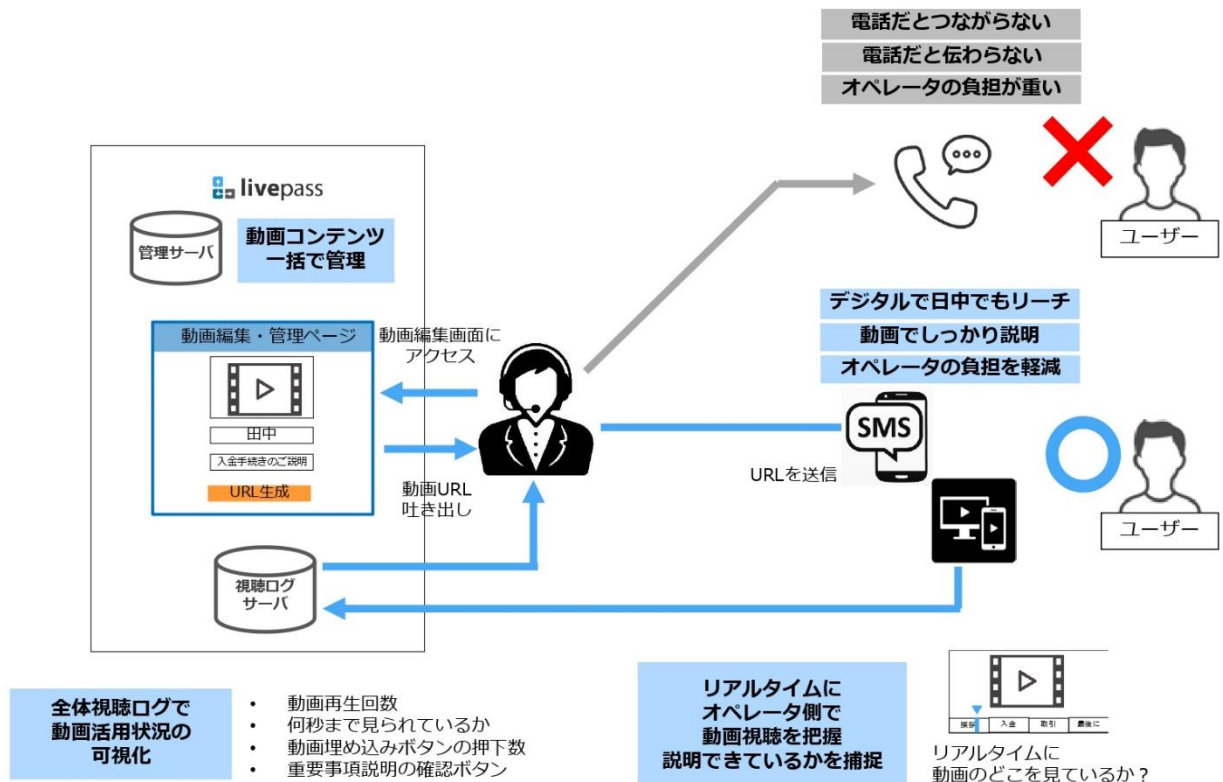 電話だとつながらない
電話だと伝わらない
オペレータの負担が重い
ユーザー
livepass
管理サーバ
動画コンテンツ
一括で管理
動画編集・管理ページ
田中
入金手続きのご説明
URL生成
動画編集画面に
アクセス
動画URL
吐き出し
デジタルで日中でもリーチ
動画でしっかり説明
オペレータの負担を軽減
SMS
URLを送信
ユーザー
視聴ログ
サーバ
全体視聴ログで
動画活用状況の
可視化
• 動画再生回数
• 何秒まで見られているか
• 動画埋め込みボタンの押下数
• 重要事項説明の確認ボタン
リアルタイムに
オペレータ側で
動画視聴を把握
説明できているかを捕捉
挨拶 入金 取引 最後に
リアルタイムに
動画のどこを見ているか？